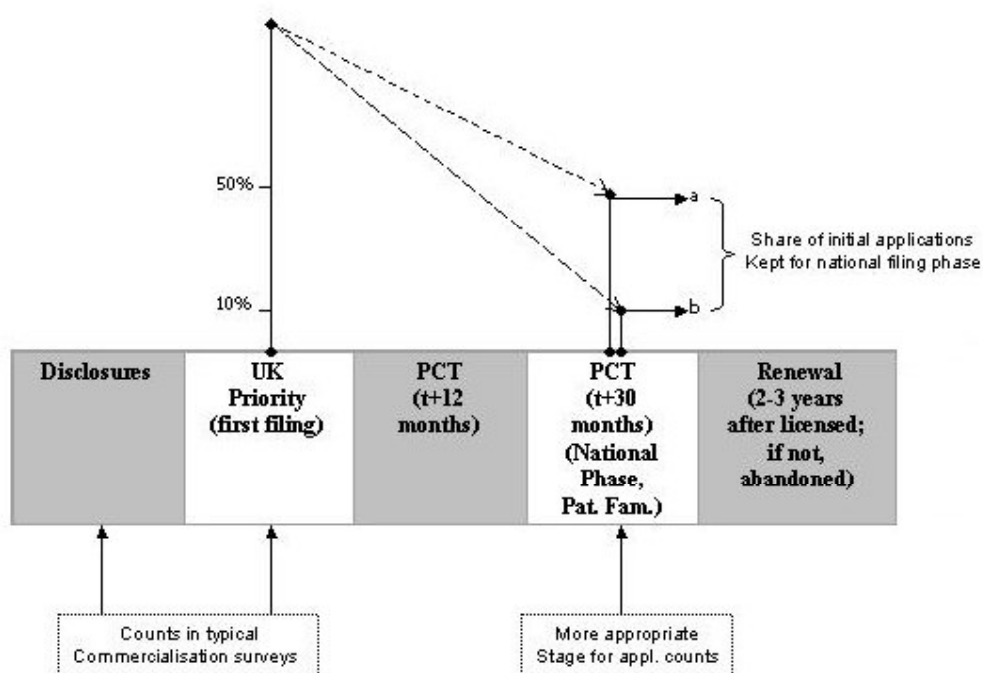 50%
a
Share of initial applications
Kept for national filing phase
10%
b
Disclosures
UK
Priority
(first filing)
PCT
(t+12
months)
PCT
(t+30
months)
(National
Phase,
Pat. Fam.)
Renewal
(2-3 years
after licensed;
if not,
abandoned)
Counts in typical
Commercialisation surveys
More appropriate
Stage for appl. counts